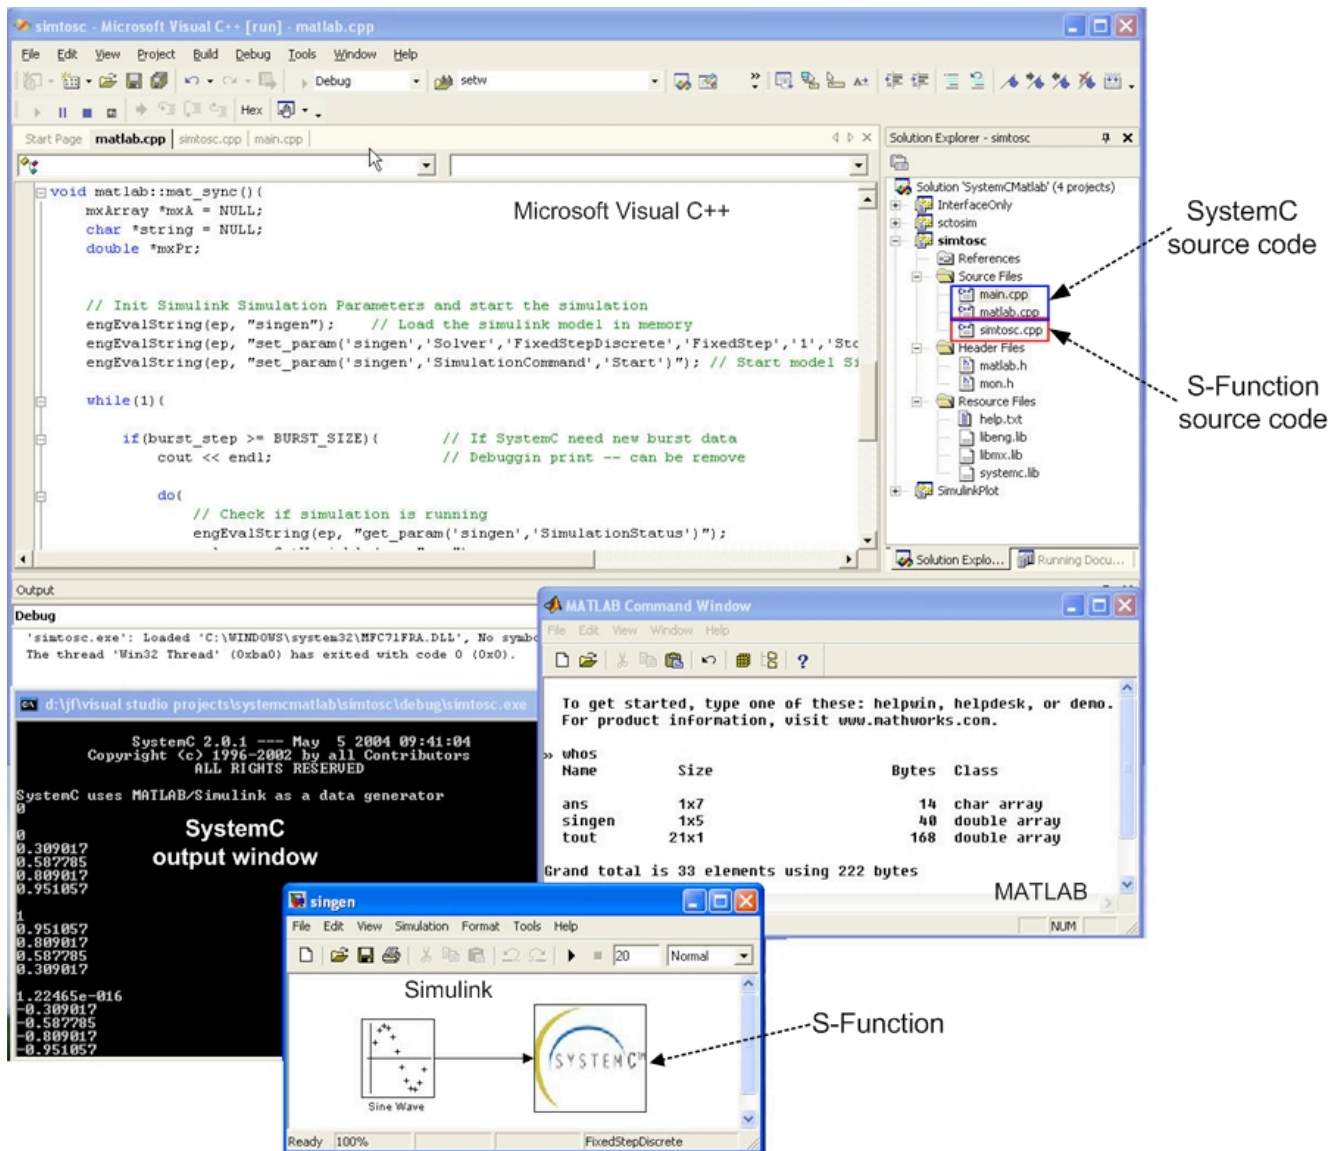 simtosc - Microsoft Visual C++ [run] - matlab.cpp
File Edit View Project Build Debug Tools Window Help
Debug setw
Hex
Start Page matlab.cpp simtosc.cpp main.cpp
void matlab::mat_sync(){
mxArray *mxA = NULL;
char *string = NULL;
double *mxPr;
Microsoft Visual C++
// Init Simulink Simulation Parameters and start the simulation
engEvalString(ep, "singen"); // Load the simulink model in memory
engEvalString(ep, "set_param('singen','Solver','FixedStepDiscrete','FixedStep','1','Sto
engEvalString(ep, "set_param('singen','SimulationCommand','Start')"); // Start model Si
while(1){
if(burst_step >= BURST_SIZE){ // If SystemC need new burst data
cout << endl; // Debuggin print -- can be remove
do{
// Check if simulation is running
engEvalString(ep, "get_param('singen','SimulationStatus')");
Solution Explorer - simtosc
Solution 'SystemCMatlab' (4 projects)
InterfaceOnly
sctosim
simtosc
References
Source Files
main.cpp
matlab.cpp
simtosc.cpp
Header Files
matlab.h
mon.h
Resource Files
help.txt
libeng.lib
libmx.lib
systemc.lib
SimulinkPlot
Solution Explo... Running Docu...
SystemC
source code
S-Function
source code
Output
Debug
'simtosc.exe': Loaded 'C:\WINDOWS\system32\MFC71FRA.DLL', No symbo
The thread 'Win32 Thread' (0xba0) has exited with code 0 (0x0).
d:\jf\visual studio projects\systemcmatlab\simtosc\debug\simtosc.exe
SystemC 2.0.1 --- May 5 2004 09:41:04
Copyright (c) 1996-2002 by all Contributors
ALL RIGHTS RESERVED
SystemC uses MATLAB/Simulink as a data generator
0
0
0.309017
0.587785
0.809017
0.951057
1
0.951057
0.809017
0.587785
0.309017
1.22465e-016
-0.309017
-0.587785
-0.809017
-0.951057
SystemC
output window
MATLAB Command Window
File Edit View Window Help
To get started, type one of these: helpwin, helpdesk, or demo.
For product information, visit www.mathworks.com.
» whos
Name Size Bytes Class
ans 1x7 14 char array
singen 1x5 40 double array
tout 21x1 168 double array
Grand total is 33 elements using 222 bytes
MATLAB
NUM
singen
File Edit View Simulation Format Tools Help
20 Normal
Simulink
SYSTEMC™
Sine Wave
Ready 100% FixedStepDiscrete
S-Function